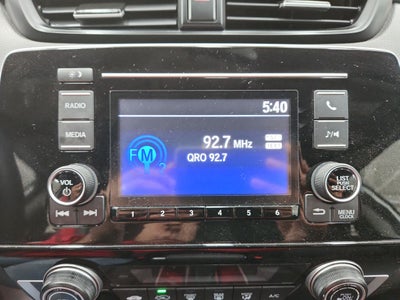 5:40
RADIO
MEDIA
92.7 MHz
FM2
QRO 92.7
VOL
LIST
PUSH
SELECT
1 2 3 4 5 6
MENU
CLOCK
A/C